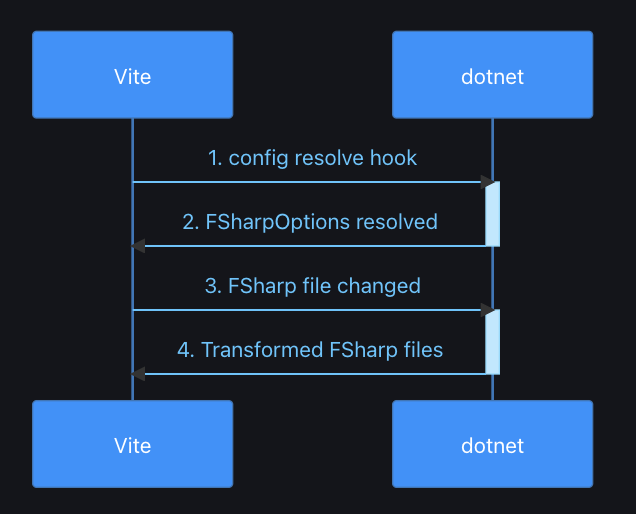 Vite
dotnet
1. config resolve hook
2. FSharpOptions resolved
3. FSharp file changed
4. Transformed FSharp files
Vite
dotnet